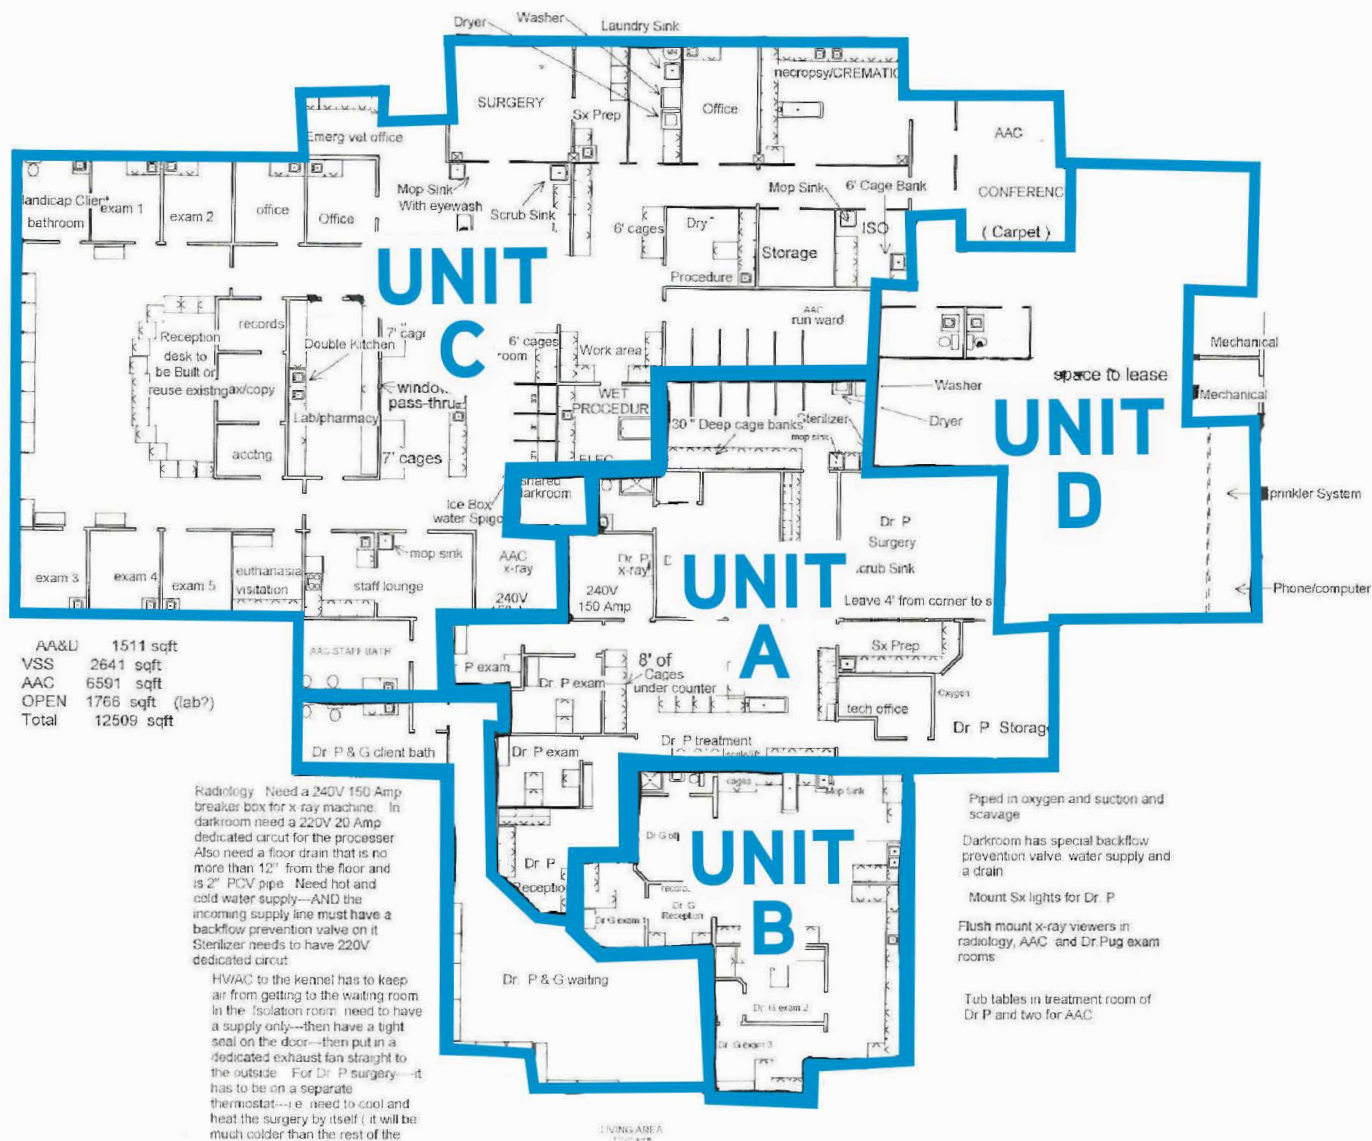 Dryer
Washer
Laundry Sink
SURGERY
Sx Prep
Office
necropsy/CREMATIC
AAC
CONFERENC
( Carpet )
Emerg vet office
Mop Sink
With eyewash
Scrub Sink
Mop Sink
6' Cage Bank
ISO
Handicap Client
bathroom
exam 1
exam 2
office
Office
6' cages
Dry
Procedure
Storage
UNIT
C
AAC
run ward
Reception
desk to
be Built or
reuse existing
records
Double Kitchen
7' cage
6' cages
room
Work area
Mechanical
Mechanical
space to lease
fax/copy
window
pass-thru
WET
PROCEDUR
Washer
Dryer
UNIT
D
Lab/pharmacy
acctng
7' cages
ELEC
30" Deep cage banks
Sterilizer
mop sink
shared
darkroom
Ice Box
water Spigo
Sprinkler System
Dr P
Surgery
Scrub Sink
Leave 4' from corner to s
exam 3
exam 4
exam 5
euthanasia
visitation
mop sink
staff lounge
AAC
x-ray
240V
150 Amp
Dr P
x-ray
240V
150 Amp
UNIT
A
Phone/computer
AA&D 1511 sqft
VSS 2641 sqft
AAC 6591 sqft
OPEN 1766 sqft (lab?)
Total 12509 sqft
AAC STAFF BATH
P exam
Dr P exam
8' of
Cages
under counter
Sx Prep
Oxygen
tech office
Dr P Storag
Dr P & G client bath
Dr P exam
Dr P treatment
cages
Mop Sink
Dr P
Reception
Dr G off
UNIT
B
record
Dr G
Reception
Dr G exam 1
Dr P & G waiting
Dr G exam 2
Dr G exam 3
Radiology Need a 240V 150 Amp
breaker box for x-ray machine In
darkroom need a 220V 20 Amp
dedicated circut for the processer
Also need a floor drain that is no
more than 12" from the floor and
is 2" PCV pipe Need hot and
cold water supply---AND the
incoming supply line must have a
backflow prevention valve on it
Sterilizer needs to have 220V
dedicated circut
HV/AC to the kennel has to keep
air from getting to the waiting room
In the Isolation room need to have
a supply only---then have a tight
seal on the door---then put in a
dedicated exhaust fan straight to
the outside For Dr P surgery----it
has to be on a separate
thermostat---i e need to cool and
heat the surgery by itself ( it will be
much colder than the rest of the
Piped in oxygen and suction and
scavage
Darkroom has special backflow
prevention valve water supply and
a drain
Mount Sx lights for Dr. P
Flush mount x-ray viewers in
radiology, AAC and Dr.Pug exam
rooms
Tub tables in treatment room of
Dr P and two for AAC
LIVING AREA